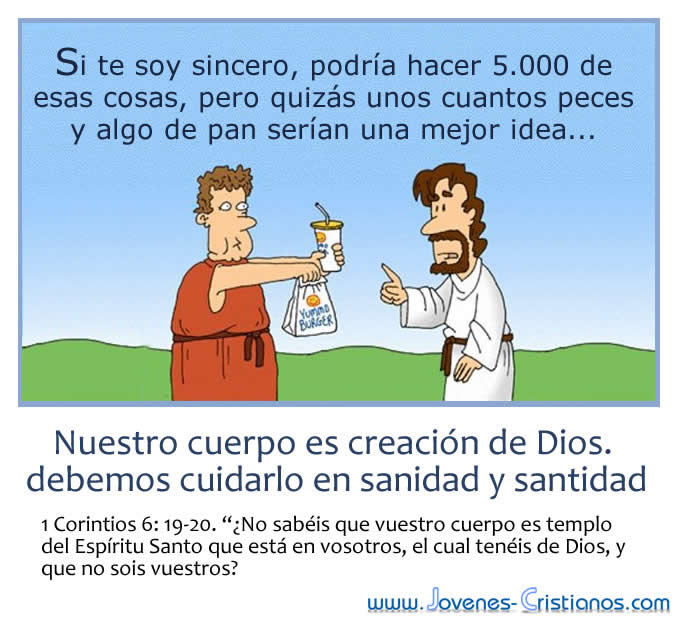 Si te soy sincero, podría hacer 5.000 de
esas cosas, pero quizás unos cuantos peces
y algo de pan serían una mejor idea...
YUMMO
BURGER
Nuestro cuerpo es creación de Dios.
debemos cuidarlo en sanidad y santidad
1 Corintios 6: 19-20. “¿No sabéis que vuestro cuerpo es templo
del Espíritu Santo que está en vosotros, el cual tenéis de Dios, y
que no sois vuestros?
www.Jovenes-Cristianos.com